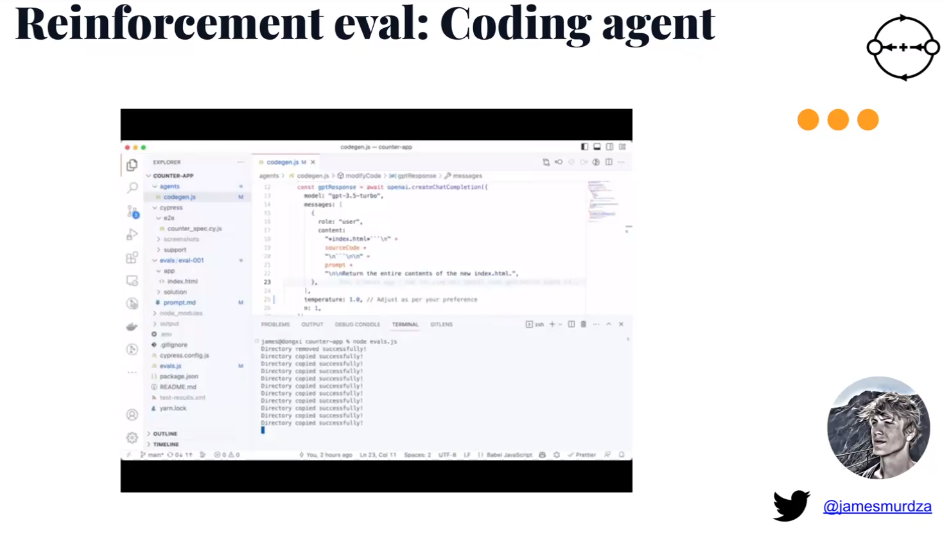 Reinforcement eval: Coding agent
codegen.js — counter-app
EXPLORER
codegen.js M
COUNTER-APP
agents
codegen.js M
cypress
e2e
counter_spec.cy.js
screenshots
support
evals/eval-001
app
index.html
solution
prompt.md M
node_modules
output
.env
.gitignore
cypress.config.js
evals.js M
package.json
README.md
test-results.xml
yarn.lock
OUTLINE
TIMELINE
agents > codegen.js > modifyCode > gptResponse > messages
12 const gptResponse = await openai.createChatCompletion({
13 model: "gpt-3.5-turbo",
14 messages: [
15 {
16 role: "user",
17 content:
18 "*index.html*```\n" +
19 sourceCode +
20 "\n```\n\n" +
21 prompt +
22 "\n\nReturn the entire contents of the new index.html.",
23 },
24 ],
25 temperature: 1.0, // Adjust as per your preference
26 n: 1,
PROBLEMS OUTPUT DEBUG CONSOLE TERMINAL GITLENS
zsh
james@dongxi counter-app % node evals.js
Directory removed successfully!
Directory copied successfully!
Directory copied successfully!
Directory copied successfully!
Directory copied successfully!
Directory copied successfully!
Directory copied successfully!
Directory copied successfully!
Directory copied successfully!
Directory copied successfully!
Directory copied successfully!
main* 0↓ 1↑ 0 0 You, 2 hours ago Ln 23, Col 11 Spaces: 2 UTF-8 LF Babel JavaScript Prettier
@jamesmurdza